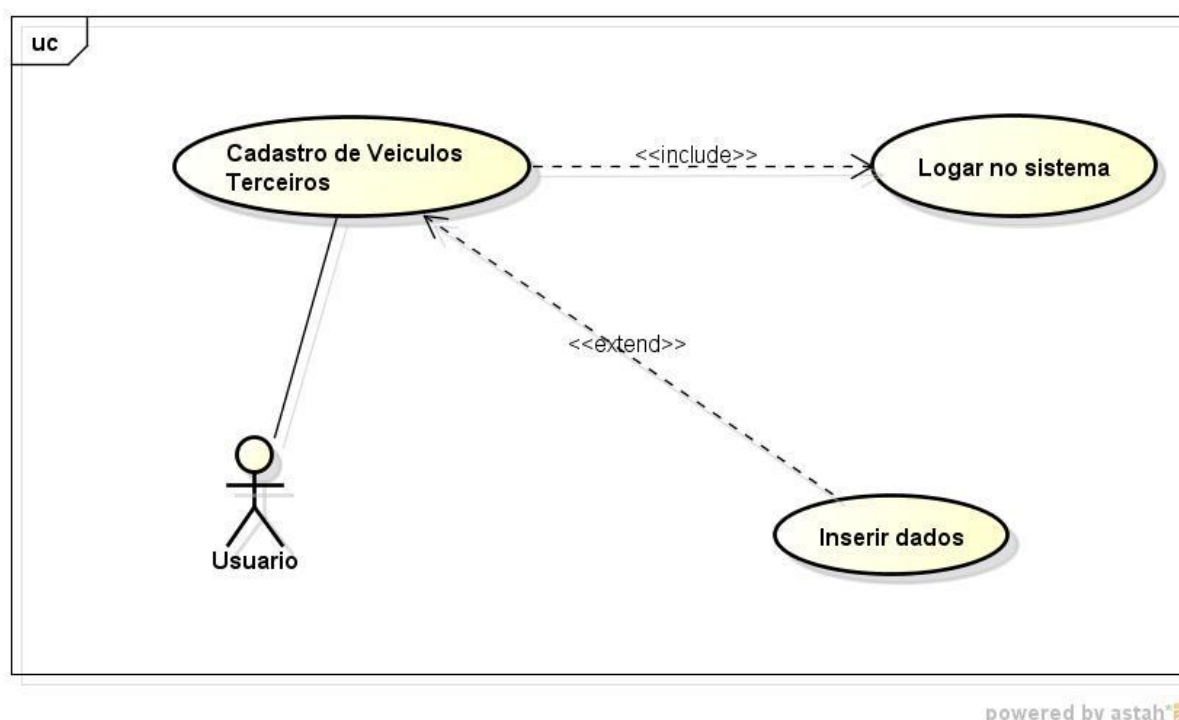 uc
Cadastro de Veiculos
Terceiros
<<include>>
Logar no sistema
<<extend>>
Usuario
Inserir dados
powered by astah*